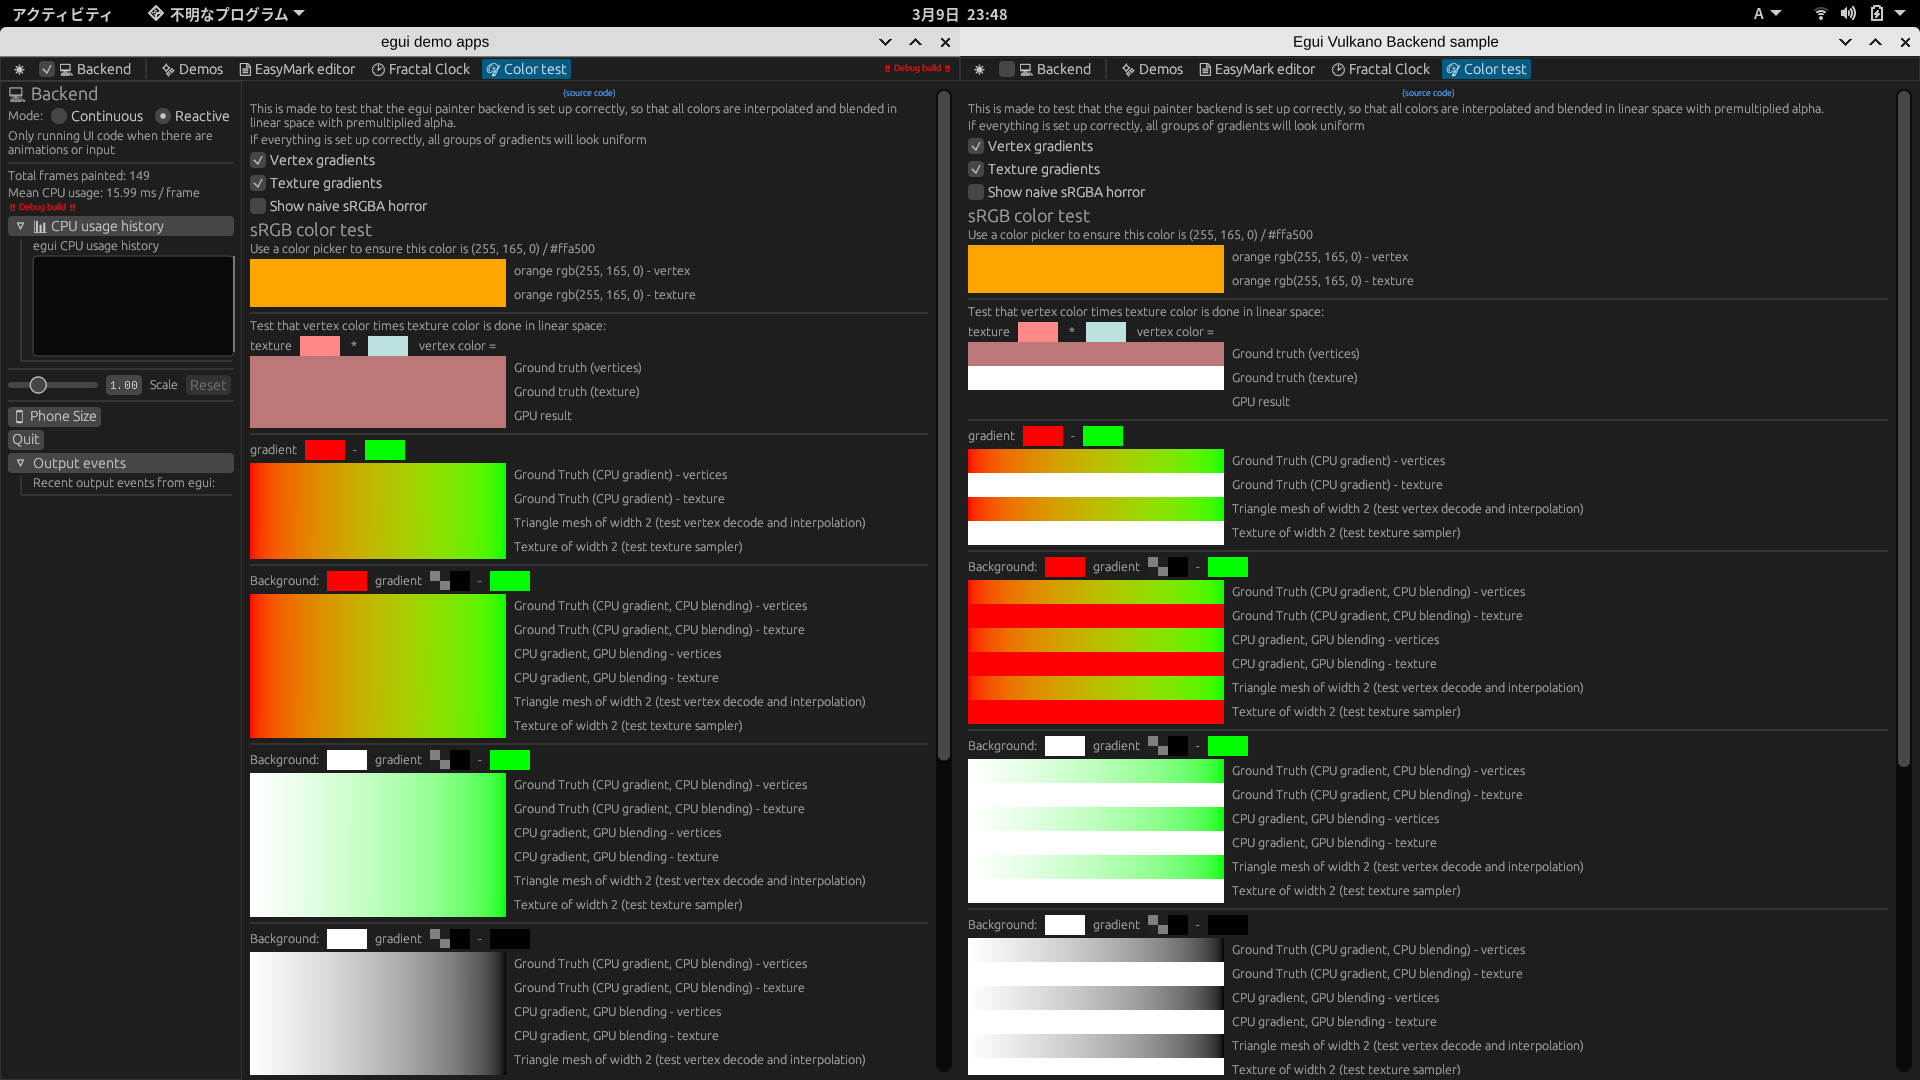 アクティビティ
不明なプログラム
3月9日 23:48
A
egui demo apps
Backend
Demos
EasyMark editor
Fractal Clock
Color test
‼ Debug build ‼
Backend
Mode:
Continuous
Reactive
Only running UI code when there are
animations or input
Total frames painted: 149
Mean CPU usage: 15.99 ms / frame
‼ Debug build ‼
CPU usage history
egui CPU usage history
1.00
Scale
Reset
Phone Size
Quit
Output events
Recent output events from egui:
(source code)
This is made to test that the egui painter backend is set up correctly, so that all colors are interpolated and blended in
linear space with premultiplied alpha.
If everything is set up correctly, all groups of gradients will look uniform
Vertex gradients
Texture gradients
Show naive sRGBA horror
sRGB color test
Use a color picker to ensure this color is (255, 165, 0) / #ffa500
orange rgb(255, 165, 0) - vertex
orange rgb(255, 165, 0) - texture
Test that vertex color times texture color is done in linear space:
texture * vertex color =
Ground truth (vertices)
Ground truth (texture)
GPU result
gradient -
Ground Truth (CPU gradient) - vertices
Ground Truth (CPU gradient) - texture
Triangle mesh of width 2 (test vertex decode and interpolation)
Texture of width 2 (test texture sampler)
Background: gradient -
Ground Truth (CPU gradient, CPU blending) - vertices
Ground Truth (CPU gradient, CPU blending) - texture
CPU gradient, GPU blending - vertices
CPU gradient, GPU blending - texture
Triangle mesh of width 2 (test vertex decode and interpolation)
Texture of width 2 (test texture sampler)
Background: gradient -
Ground Truth (CPU gradient, CPU blending) - vertices
Ground Truth (CPU gradient, CPU blending) - texture
CPU gradient, GPU blending - vertices
CPU gradient, GPU blending - texture
Triangle mesh of width 2 (test vertex decode and interpolation)
Texture of width 2 (test texture sampler)
Background: gradient -
Ground Truth (CPU gradient, CPU blending) - vertices
Ground Truth (CPU gradient, CPU blending) - texture
CPU gradient, GPU blending - vertices
CPU gradient, GPU blending - texture
Triangle mesh of width 2 (test vertex decode and interpolation)
Egui Vulkano Backend sample
Backend
Demos
EasyMark editor
Fractal Clock
Color test
(source code)
This is made to test that the egui painter backend is set up correctly, so that all colors are interpolated and blended in linear space with premultiplied alpha.
If everything is set up correctly, all groups of gradients will look uniform
Vertex gradients
Texture gradients
Show naive sRGBA horror
sRGB color test
Use a color picker to ensure this color is (255, 165, 0) / #ffa500
orange rgb(255, 165, 0) - vertex
orange rgb(255, 165, 0) - texture
Test that vertex color times texture color is done in linear space:
texture * vertex color =
Ground truth (vertices)
Ground truth (texture)
GPU result
gradient -
Ground Truth (CPU gradient) - vertices
Ground Truth (CPU gradient) - texture
Triangle mesh of width 2 (test vertex decode and interpolation)
Texture of width 2 (test texture sampler)
Background: gradient -
Ground Truth (CPU gradient, CPU blending) - vertices
Ground Truth (CPU gradient, CPU blending) - texture
CPU gradient, GPU blending - vertices
CPU gradient, GPU blending - texture
Triangle mesh of width 2 (test vertex decode and interpolation)
Texture of width 2 (test texture sampler)
Background: gradient -
Ground Truth (CPU gradient, CPU blending) - vertices
Ground Truth (CPU gradient, CPU blending) - texture
CPU gradient, GPU blending - vertices
CPU gradient, GPU blending - texture
Triangle mesh of width 2 (test vertex decode and interpolation)
Texture of width 2 (test texture sampler)
Background: gradient -
Ground Truth (CPU gradient, CPU blending) - vertices
Ground Truth (CPU gradient, CPU blending) - texture
CPU gradient, GPU blending - vertices
CPU gradient, GPU blending - texture
Triangle mesh of width 2 (test vertex decode and interpolation)
Texture of width 2 (test texture sampler)